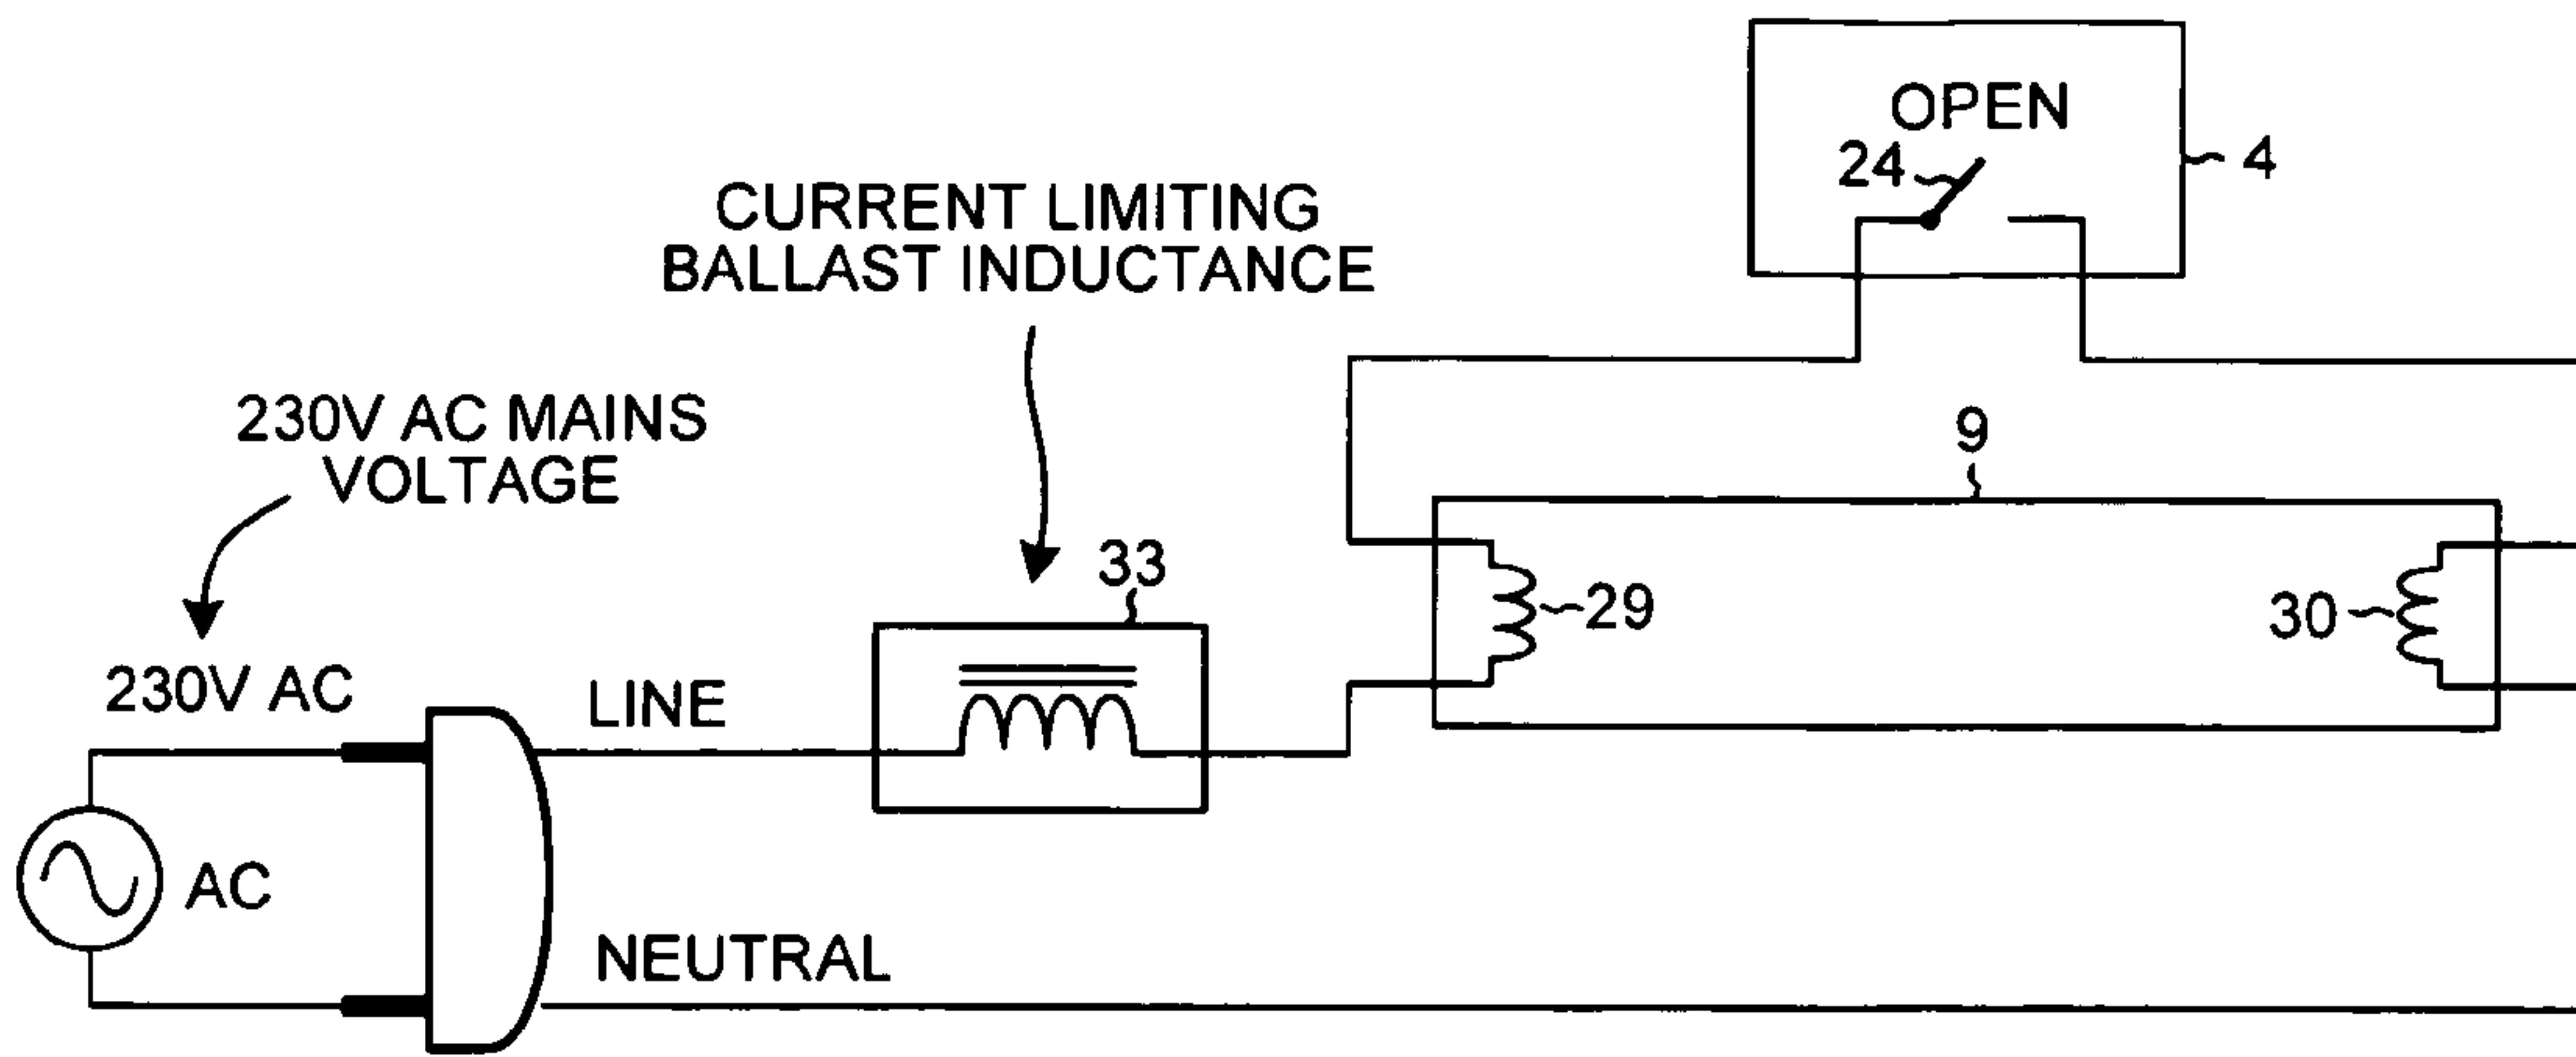 OPEN
24
4
CURRENT LIMITING
BALLAST INDUCTANCE
230V AC MAINS
VOLTAGE
9
33
29
30
230V AC
LINE
AC
NEUTRAL